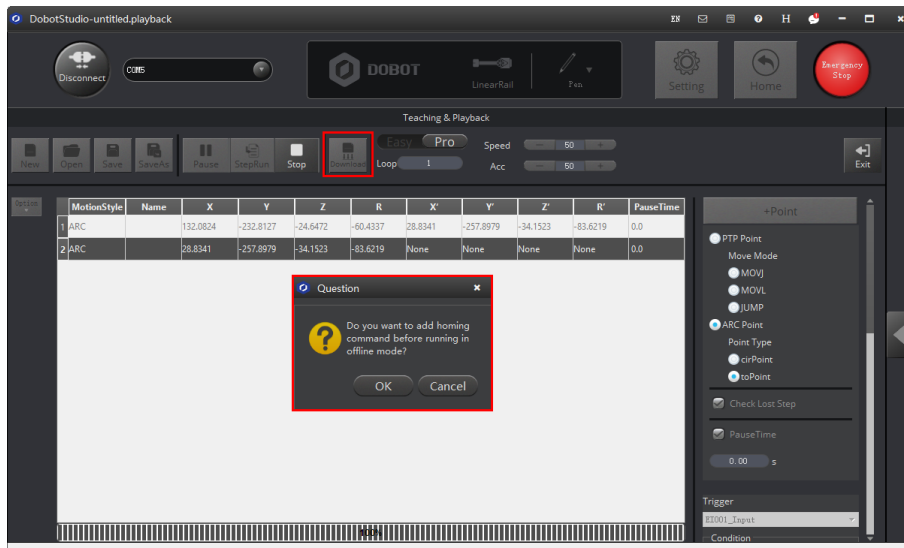 DobotStudio-untitled.playback
EN
H
Disconnect
COM5
DOBOT
LinearRail
Pen
Setting
Home
Emergency
Stop
Teaching & Playback
New
Open
Save
SaveAs
Pause
StepRun
Stop
Download
Easy
Pro
Loop
1
Speed
50
Acc
50
Exit
Option
MotionStyle Name X Y Z R X' Y' Z' R' PauseTime
1 ARC 132.0824 -232.8127 -24.6472 -60.4337 28.8341 -257.8979 -34.1523 -83.6219 0.0
2 ARC 28.8341 -257.8979 -34.1523 -83.6219 None None None None 0.0
Question
Do you want to add homing
command before running in
offline mode?
OK
Cancel
100%
+Point
PTP Point
Move Mode
MOVJ
MOVL
JUMP
ARC Point
Point Type
cirPoint
toPoint
Check Lost Step
PauseTime
0.00 s
Trigger
EIO01_Input
Condition